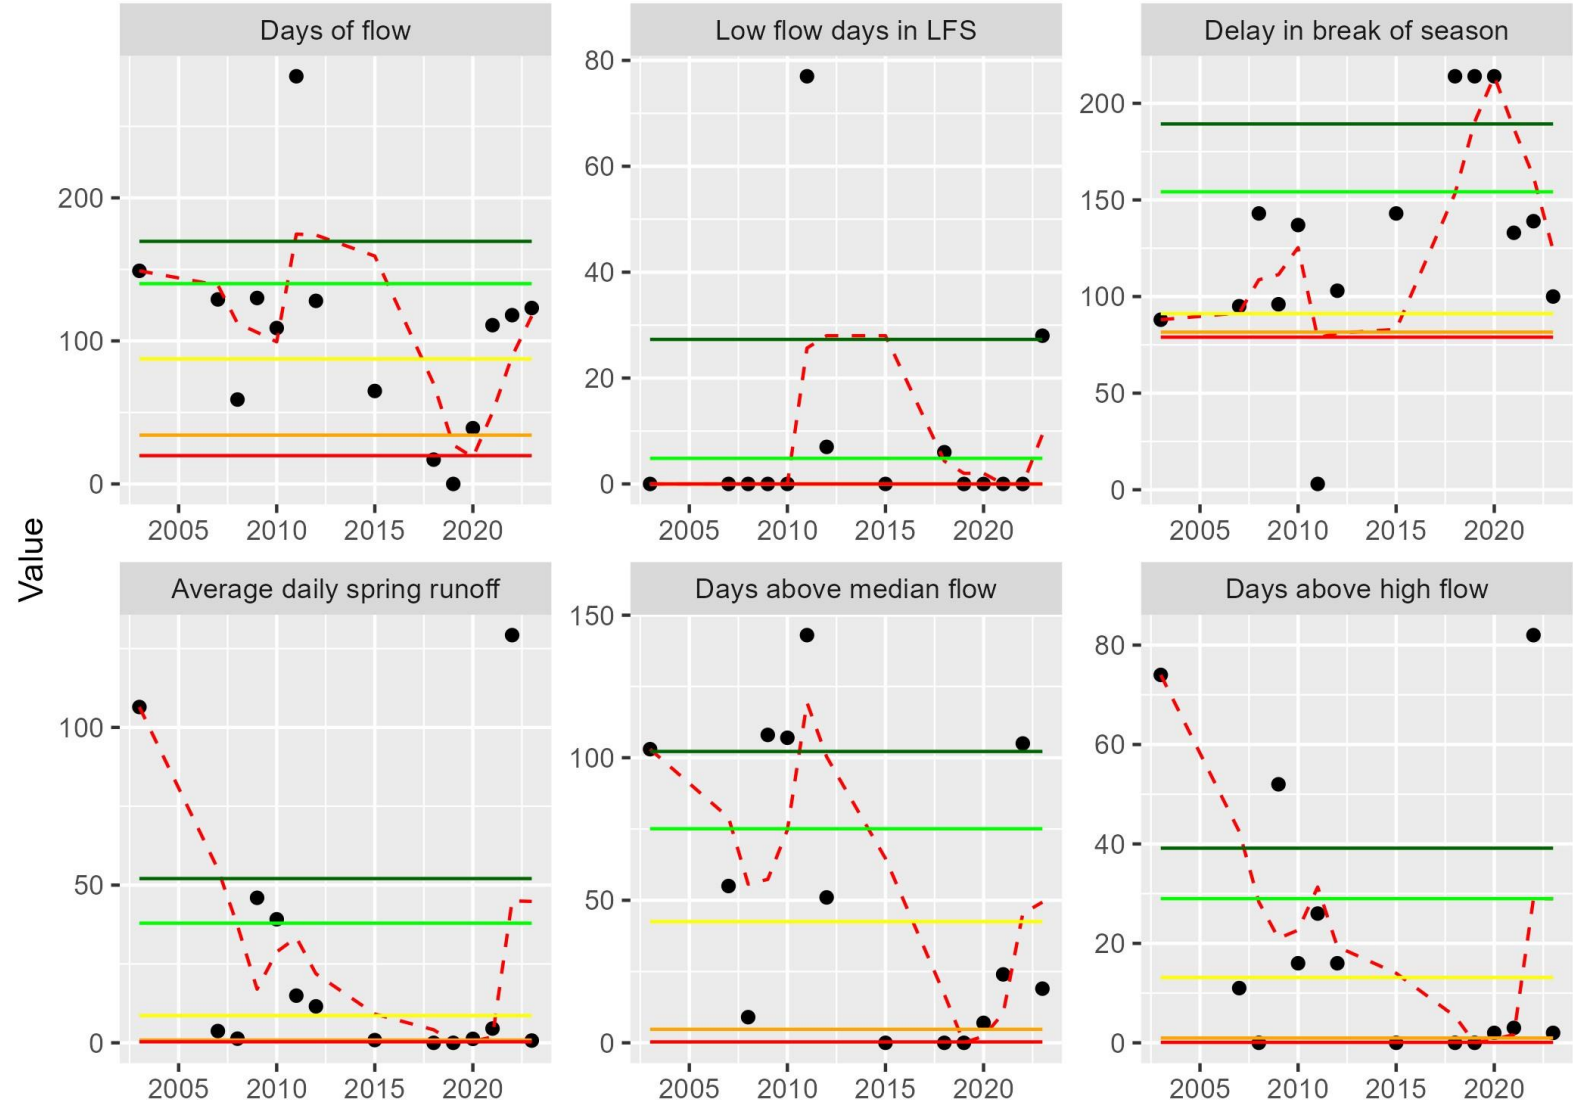 Days of flow
Low flow days in LFS
Delay in break of season
200
100
0
80
60
40
20
0
200
150
100
50
0
2005 2010 2015 2020
2005 2010 2015 2020
2005 2010 2015 2020
Value
Average daily spring runoff
Days above median flow
Days above high flow
100
50
0
150
100
50
0
80
60
40
20
0
2005 2010 2015 2020
2005 2010 2015 2020
2005 2010 2015 2020